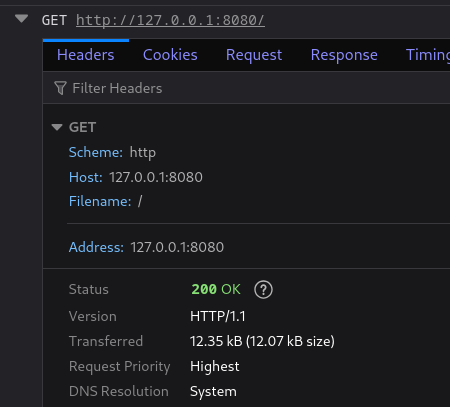 GET http://127.0.0.1:8080/
Headers Cookies Request Response Timing
Filter Headers
GET
Scheme: http
Host: 127.0.0.1:8080
Filename: /
Address: 127.0.0.1:8080
Status 200 OK ?
Version HTTP/1.1
Transferred 12.35 kB (12.07 kB size)
Request Priority Highest
DNS Resolution System